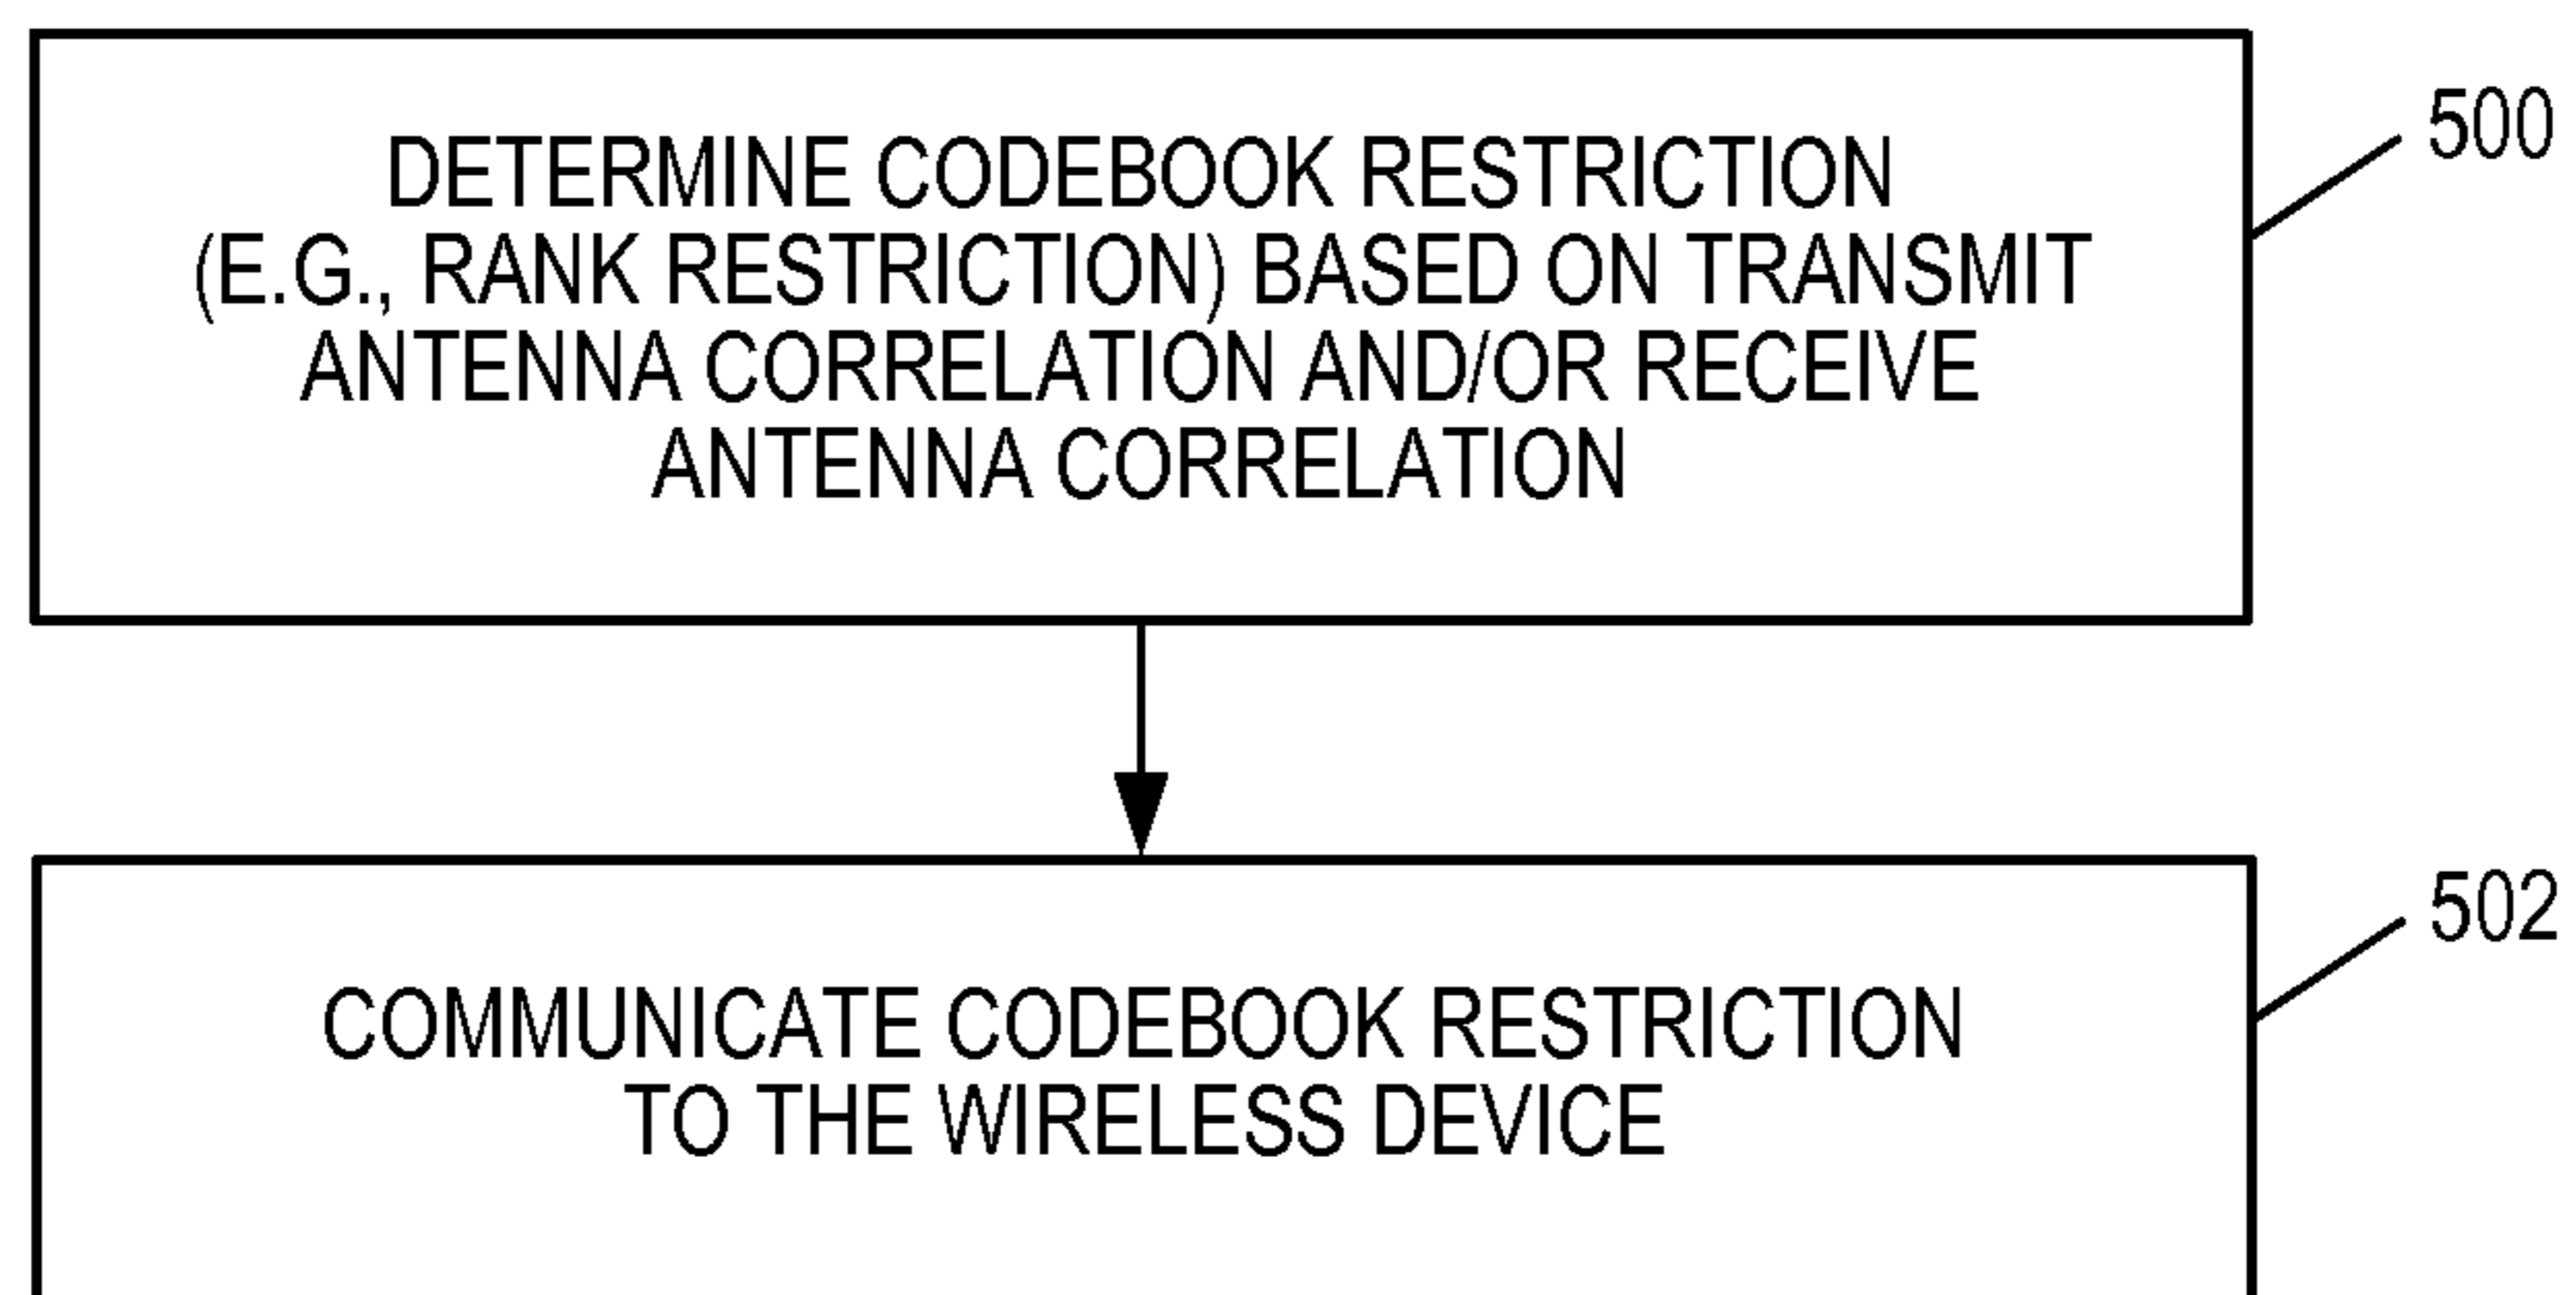 DETERMINE CODEBOOK RESTRICTION
(E.G., RANK RESTRICTION) BASED ON TRANSMIT
ANTENNA CORRELATION AND/OR RECEIVE
ANTENNA CORRELATION
500
COMMUNICATE CODEBOOK RESTRICTION
TO THE WIRELESS DEVICE
502